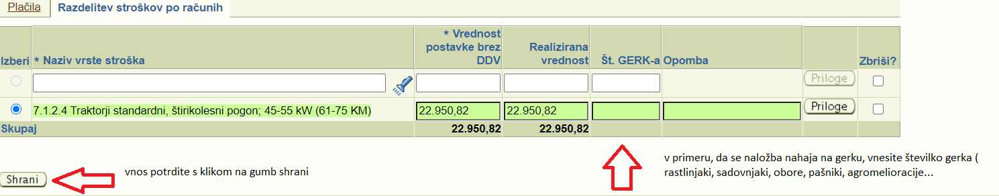 Plačila Razdelitev stroškov po računih
Izberi * Naziv vrste stroška * Vrednost postavke brez DDV Realizirana vrednost Št. GERK-a Opomba Zbriši?
Priloge
7.1.2.4 Traktorji standardni, štirikolesni pogon; 45-55 kW (61-75 KM) 22.950,82 22.950,82 Priloge
Skupaj 22.950,82 22.950,82
v primeru, da se naložba nahaja na gerku, vnesite številko gerka (
rastlinjaki, sadovnjaki, obore, pašniki, agromelioracije...
vnos potrdite s klikom na gumb shrani
Shrani